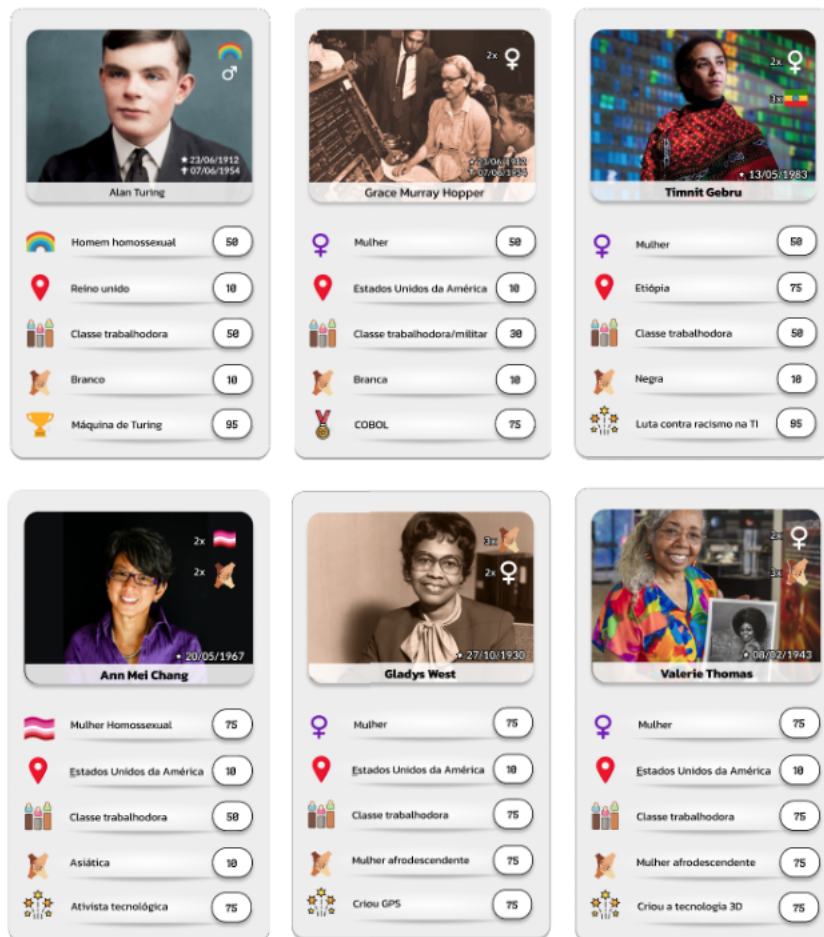 ★ 23/06/1912
✝ 07/06/1954
Alan Turing
Homem homossexual 50
Reino unido 10
Classe trabalhadora 50
Branco 10
Máquina de Turing 95
2x
★ 23/06/1912
✝ 07/06/1954
Grace Murray Hopper
Mulher 50
Estados Unidos da América 10
Classe trabalhadora/militar 30
Branca 10
COBOL 75
2x
3x
★ 13/05/1983
Timnit Gebru
Mulher 50
Etiópia 75
Classe trabalhadora 50
Negra 10
Luta contra racismo na TI 95
2x
2x
★ 20/05/1967
Ann Mei Chang
Mulher Homossexual 75
Estados Unidos da América 10
Classe trabalhadora 50
Asiática 10
Ativista tecnológica 75
3x
2x
★ 27/10/1930
Gladys West
Mulher 75
Estados Unidos da América 10
Classe trabalhadora 75
Mulher afrodescendente 75
Criou GPS 75
2x
3x
★ 08/02/1943
Valerie Thomas
Mulher 75
Estados Unidos da América 10
Classe trabalhadora 75
Mulher afrodescendente 75
Criou a tecnologia 3D 75